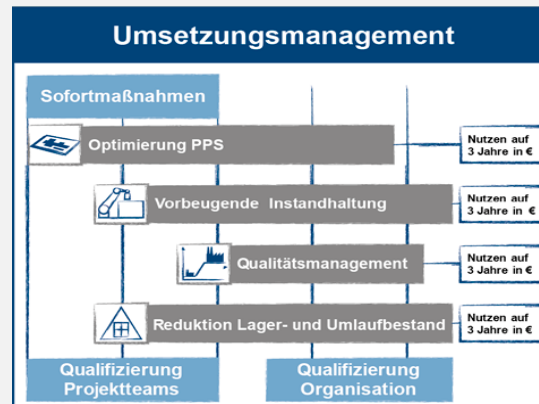 Umsetzungsmanagement
Sofortmaßnahmen
Optimierung PPS
Nutzen auf
3 Jahre in €
Vorbeugende Instandhaltung
Nutzen auf
3 Jahre in €
Qualitätsmanagement
Nutzen auf
3 Jahre in €
Reduktion Lager- und Umlaufbestand
Nutzen auf
3 Jahre in €
Qualifizierung
Projektteams
Qualifizierung
Organisation